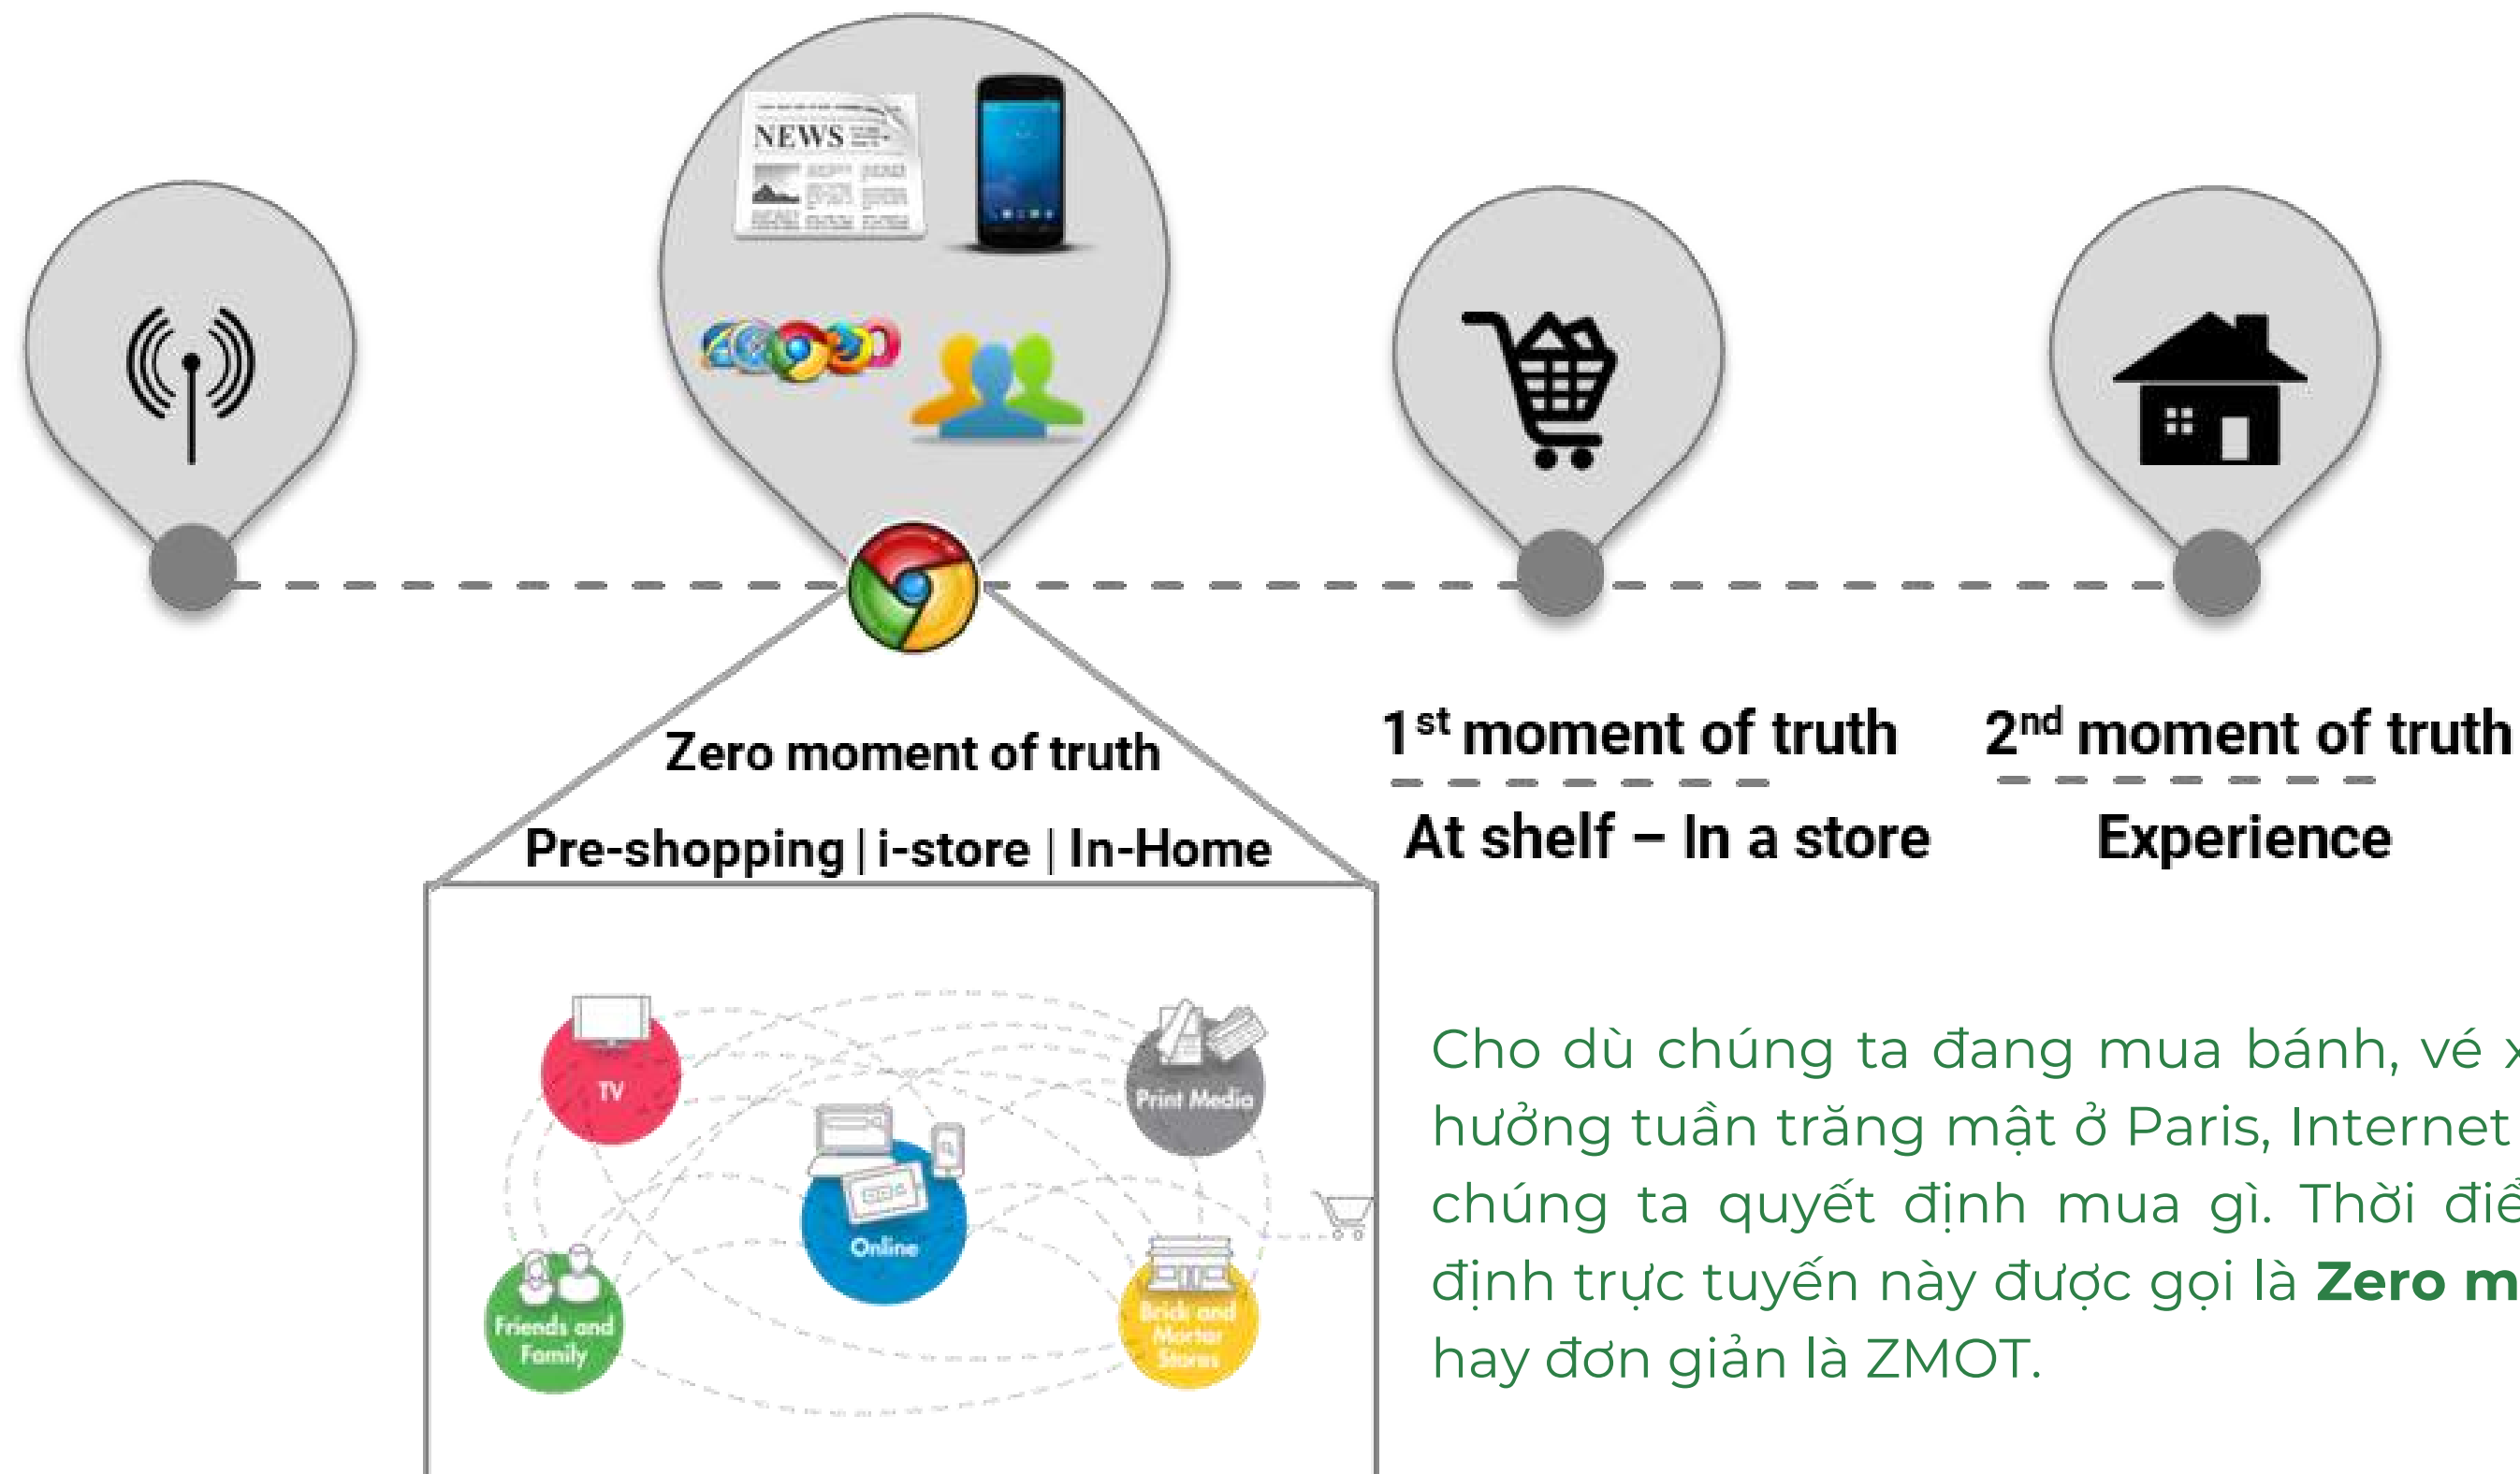 NEWS
Zero moment of truth
Pre-shopping | i-store | In-Home
1st moment of truth
At shelf – In a store
2nd moment of truth
Experience
TV
Print Media
Online
Friends and
Family
Brick and
Mortar
Stores
Cho dù chúng ta đang mua bánh, vé
hưởng tuần trăng mật ở Paris, Internet
chúng ta quyết định mua gì. Thời
định trực tuyến này được gọi là Zero
hay đơn giản là ZMOT.